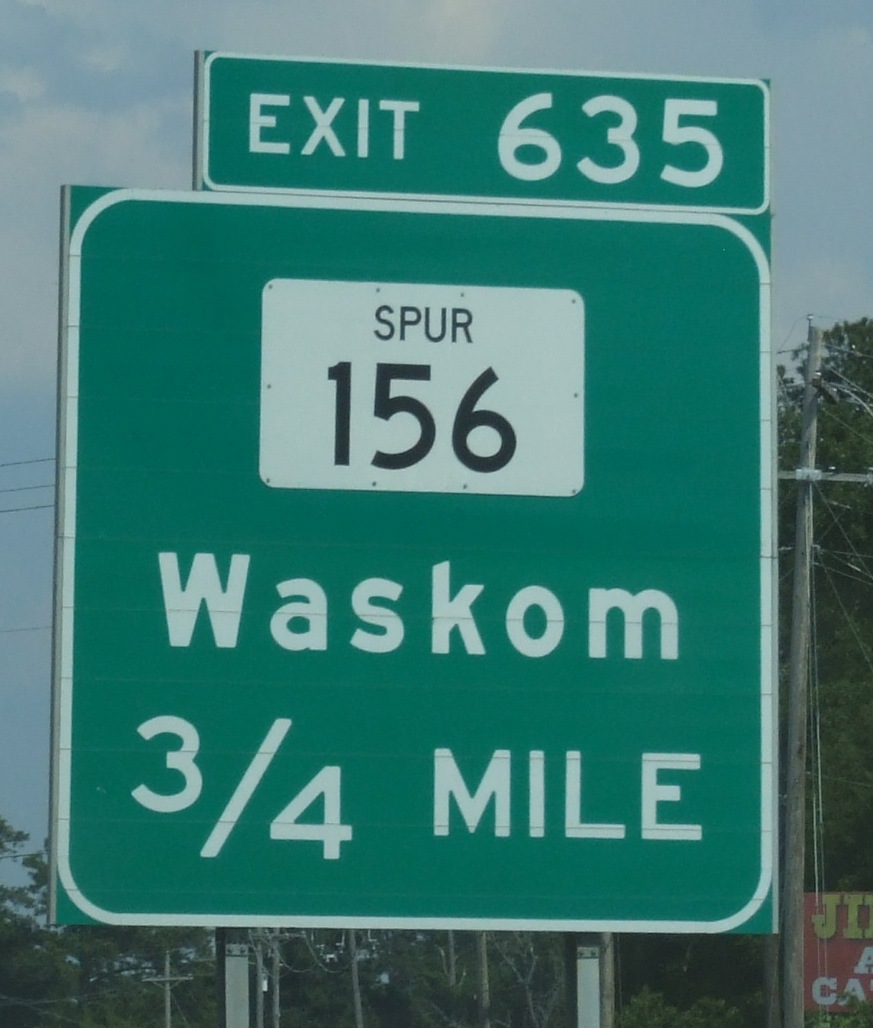 EXIT 635
SPUR
156
Waskom
3/4 MILE